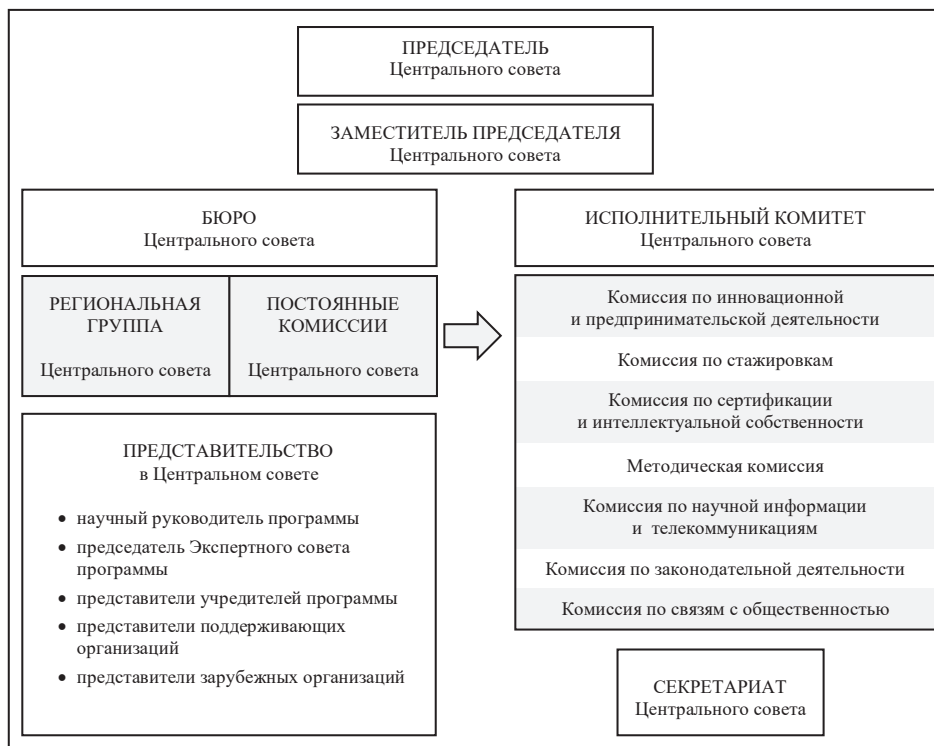 ПРЕДСЕДАТЕЛЬ
Центрального совета
ЗАМЕСТИТЕЛЬ ПРЕДСЕДАТЕЛЯ
Центрального совета
БЮРО
Центрального совета
РЕГИОНАЛЬНАЯ
ГРУППА
Центрального совета
ПОСТОЯННЫЕ
КОМИССИИ
Центрального совета
ПРЕДСТАВИТЕЛЬСТВО
в Центральном совете
• научный руководитель программы
• председатель Экспертного совета
программы
• представители учредителей программы
• представители поддерживающих
организаций
• представители зарубежных организаций
ИСПОЛНИТЕЛЬНЫЙ КОМИТЕТ
Центрального совета
Комиссия по инновационной
и предпринимательской деятельности
Комиссия по стажировкам
Комиссия по сертификации
и интеллектуальной собственности
Методическая комиссия
Комиссия по научной информации
и телекоммуникациям
Комиссия по законодательной деятельности
Комиссия по связям с общественностью
СЕКРЕТАРИАТ
Центрального совета